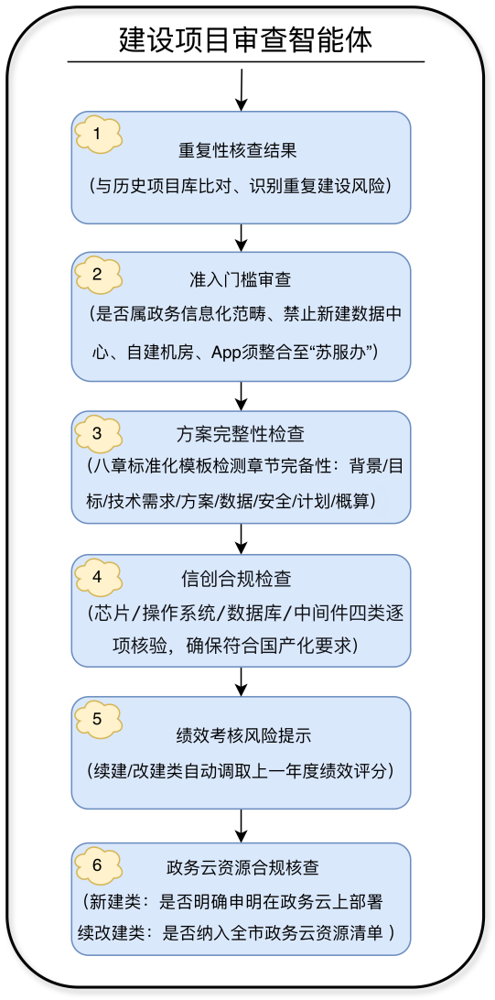 建设项目审查智能体
1
重复性核查结果
（与历史项目库比对、识别重复建设风险）
2
准入门槛审查
（是否属政务信息化范畴、禁止新建数据中
心、自建机房、App须整合至“苏服办”）
3
方案完整性检查
（八章标准化模板检测章节完备性：背景/目
标/技术需求/方案/数据/安全/计划/概算）
4
信创合规检查
（芯片/操作系统/数据库/中间件四类逐
项核验，确保符合国产化要求）
5
绩效考核风险提示
（续建/改建类自动调取上一年度绩效评分）
6
政务云资源合规核查
（新建类：是否明确申明在政务云上部署
续改建类：是否纳入全市政务云资源清单 ）